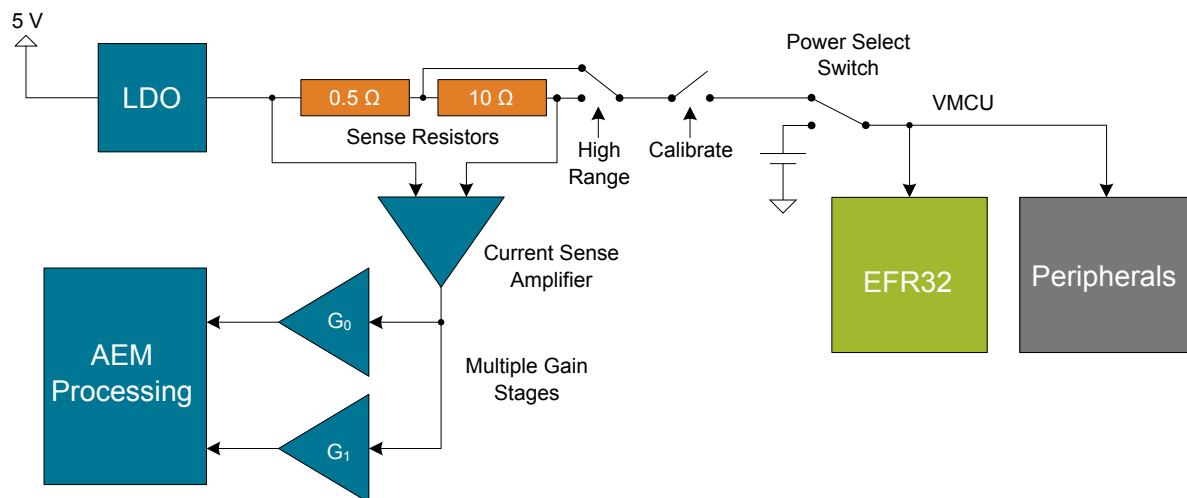 5 V
LDO
0.5 Ω
10 Ω
Sense Resistors
High
Range
Calibrate
Power Select
Switch
VMCU
Current Sense
Amplifier
EFR32
Peripherals
AEM
Processing
G0
Multiple Gain
Stages
G1